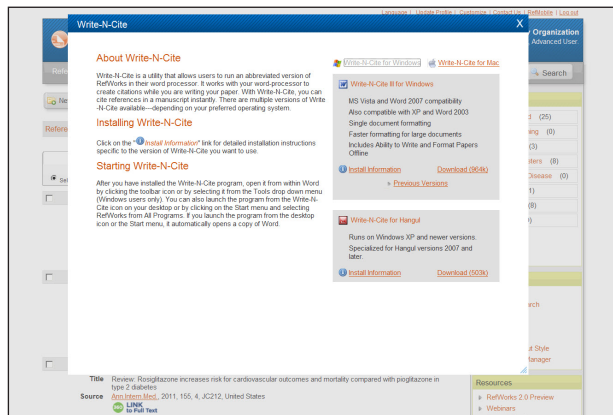 Language | Update Profile | Customize | Contact Us | RefMobile | Log out
Write-N-Cite
X
Organization
Advanced User
Search
About Write-N-Cite
Write-N-Cite is a utility that allows users to run an abbreviated version of
RefWorks in their word processor. It works with your word-processor to
create citations while you are writing your paper. With Write-N-Cite, you can
cite references in a manuscript instantly. There are multiple versions of Write
-N-Cite available—depending on your preferred operating system.
Installing Write-N-Cite
Click on the "Install Information" link for detailed installation instructions
specific to the version of Write-N-Cite you want to use.
Starting Write-N-Cite
After you have installed the Write-N-Cite program, open it from within Word
by clicking the toolbar icon or by selecting it from the Tools drop down menu
(Windows users only). You can also launch the program from the Write-N-
Cite icon on your desktop or by clicking on the Start menu and selecting
RefWorks from All Programs. If you launch the program from the desktop
icon or the Start menu, it automatically opens a copy of Word.
Write-N-Cite for Windows
Write-N-Cite for Mac
Write-N-Cite III for Windows
MS Vista and Word 2007 compatibility
Also compatible with XP and Word 2003
Single document formatting
Faster formatting for large documents
Includes Ability to Write and Format Papers
Offline
Install Information
Download (964k)
Previous Versions
Write-N-Cite for Hangul
Runs on Windows XP and newer versions.
Specialized for Hangul versions 2007 and
later.
Install Information
Download (503k)
(25)
(0)
(3)
(8)
Disease (0)
(8)
Style
Manager
Title Review: Rosiglitazone increases risk for cardiovascular outcomes and mortality compared with pioglitazone in
type 2 diabetes
Source Ann.Intern.Med., 2011, 155, 4, JC212, United States
LINK
to Full Text
Resources
RefWorks 2.0 Preview
Webinars